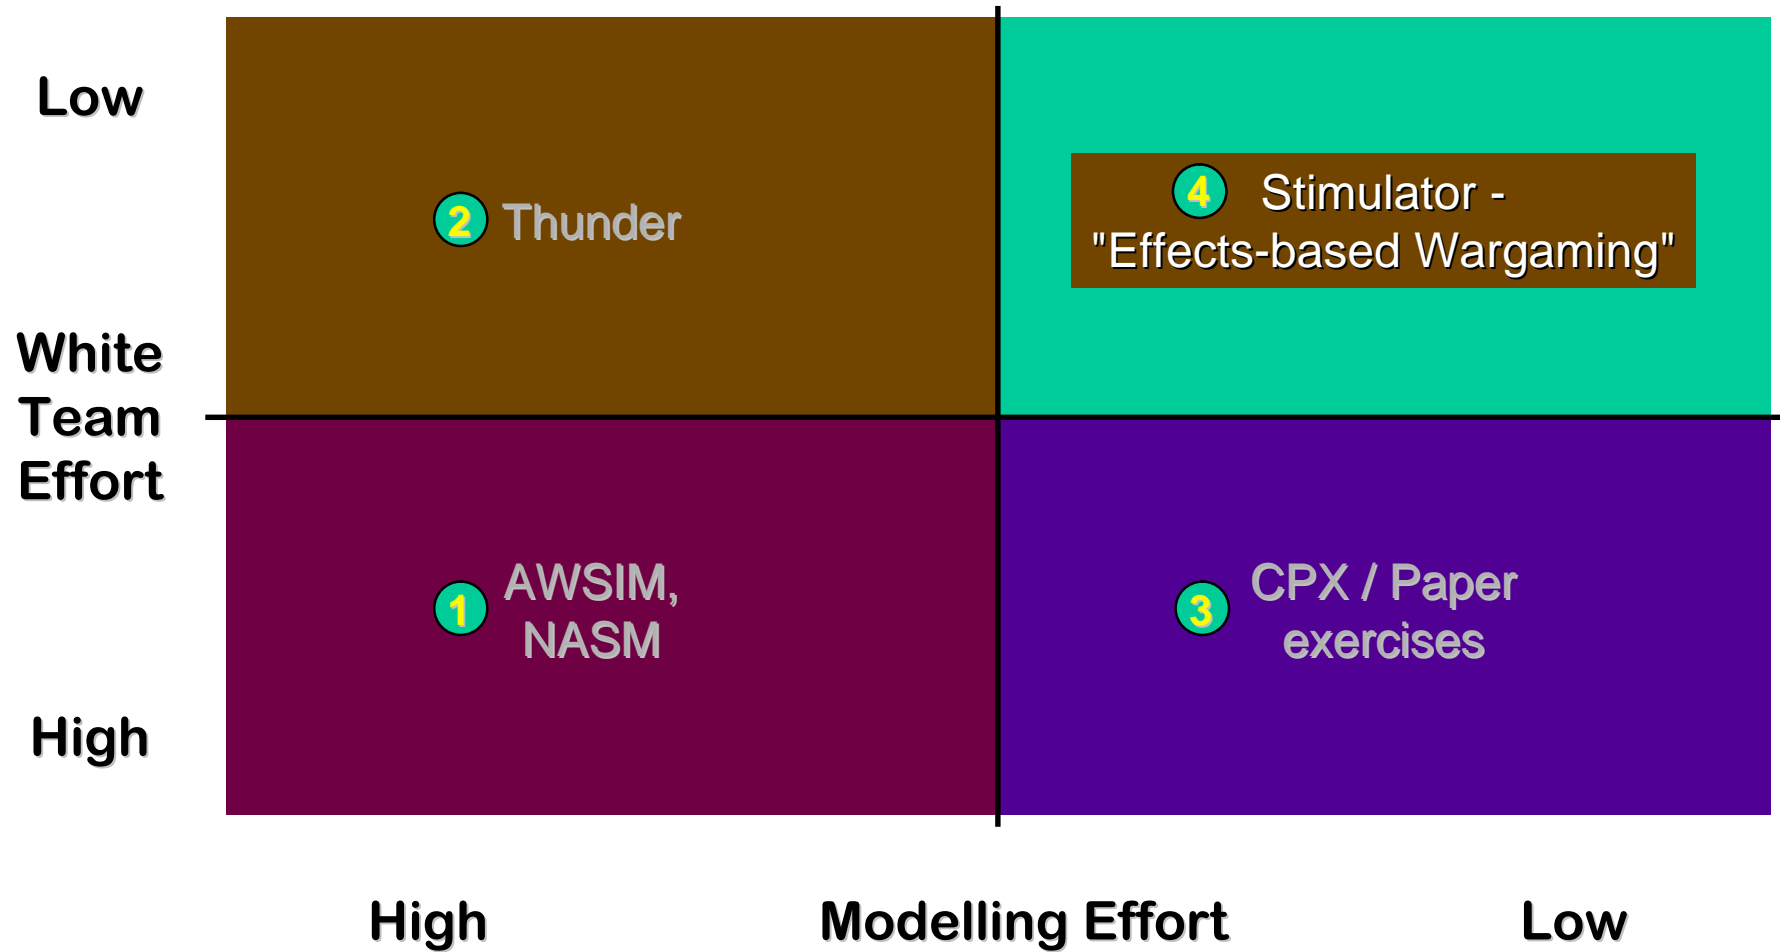 Low
2 Thunder
4 Stimulator -
"Effects-based Wargaming"
White
Team
Effort
1 AWSIM,
NASM
3 CPX / Paper
exercises
High
High Modelling Effort Low